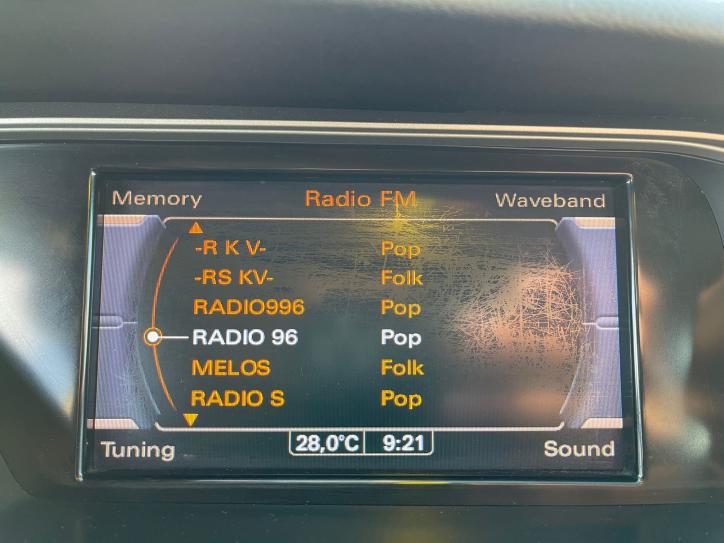 Memory Radio FM Waveband
-R K V- Pop
-RS KV- Folk
RADIO996 Pop
RADIO 96 Pop
MELOS Folk
RADIO S Pop
Tuning 28,0°C 9:21 Sound